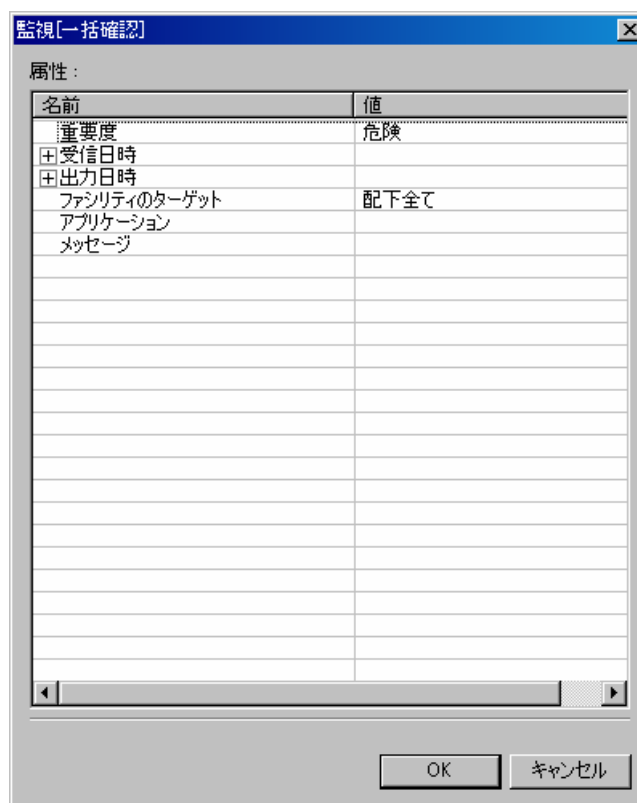 監視[一括確認]
属性：
名前 値
重要度 危険
受信日時
出力日時
ファシリティのターゲット 配下全て
アプリケーション
メッセージ
OK キャンセル